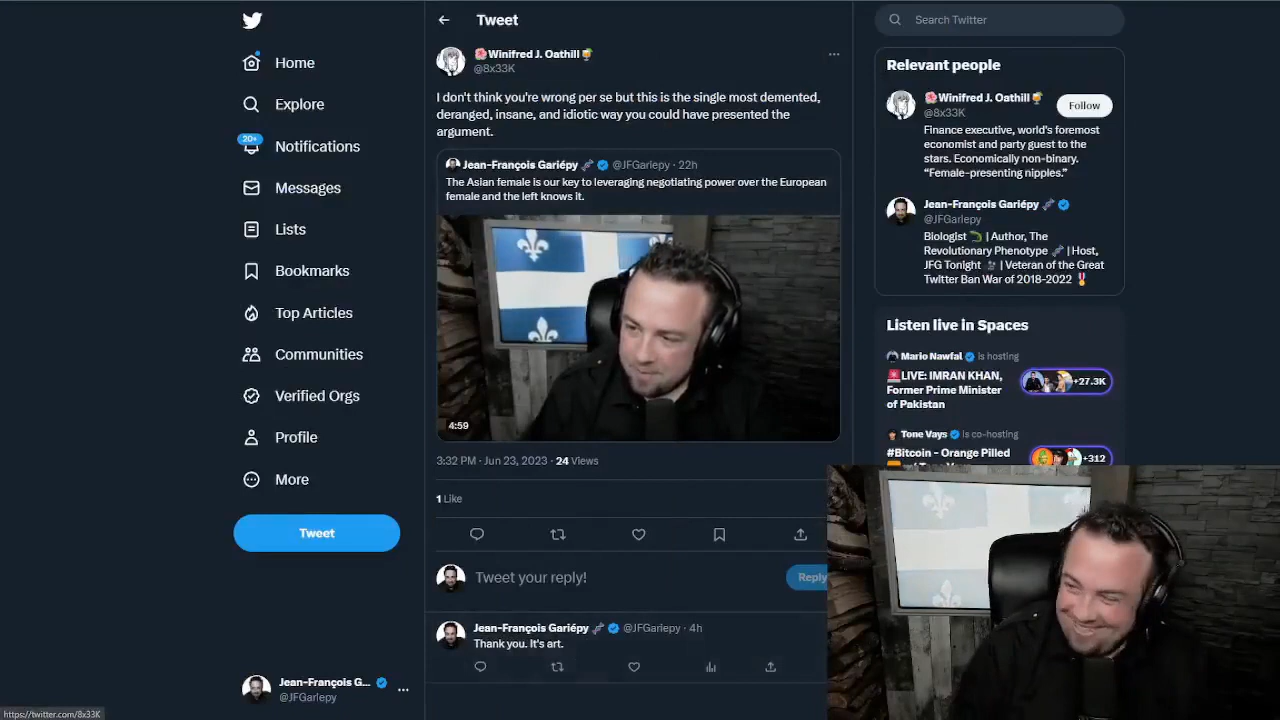 Home
Explore
20+
Notifications
Messages
Lists
Bookmarks
Top Articles
Communities
Verified Orgs
Profile
More
Tweet
Jean-François G...
@JFGariepy
https://twitter.com/8x33K
Tweet
Winifred J. Oathill
@8x33K
I don't think you're wrong per se but this is the single most demented,
deranged, insane, and idiotic way you could have presented the
argument.
Jean-François Gariépy @JFGariepy · 22h
The Asian female is our key to leveraging negotiating power over the European
female and the left knows it.
4:59
3:32 PM · Jun 23, 2023 · 24 Views
1 Like
Tweet your reply!
Reply
Jean-François Gariépy @JFGariepy · 4h
Thank you. It's art.
Search Twitter
Relevant people
Winifred J. Oathill
@8x33K
Follow
Finance executive, world's foremost
economist and party guest to the
stars. Economically non-binary.
“Female-presenting nipples.”
Jean-François Gariépy
@JFGariepy
Biologist | Author, The
Revolutionary Phenotype | Host,
JFG Tonight | Veteran of the Great
Twitter Ban War of 2018-2022
Listen live in Spaces
Mario Nawfal is hosting
LIVE: IMRAN KHAN,
Former Prime Minister
of Pakistan
+27.3K
Tone Vays is co-hosting
#Bitcoin - Orange Pilled
+312